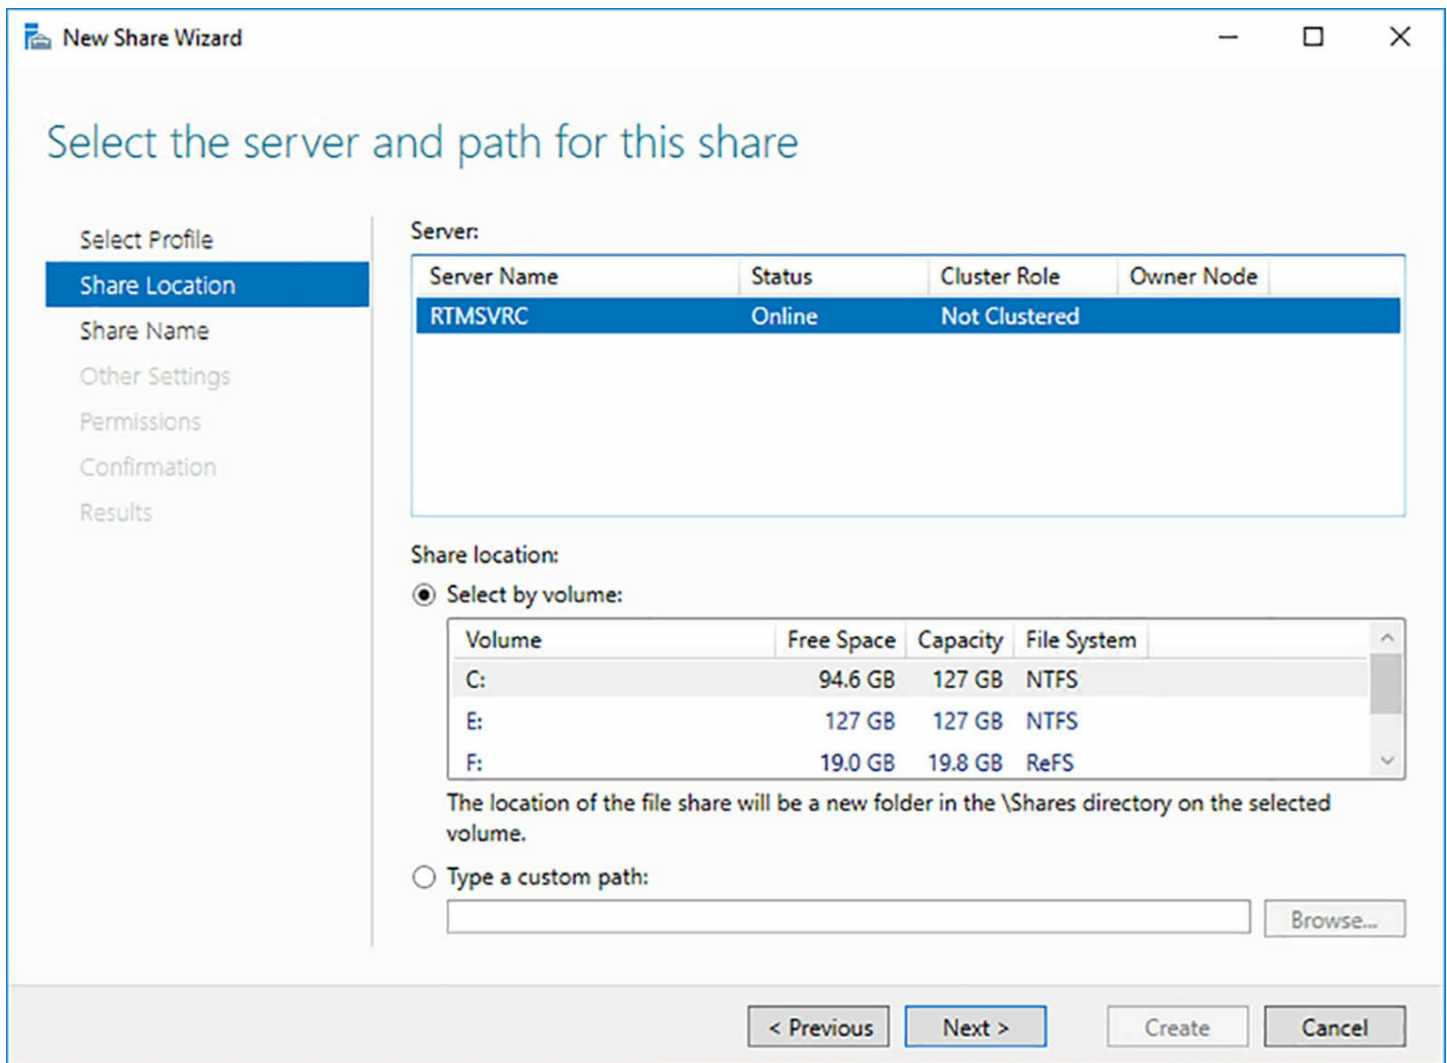 New Share Wizard
Select the server and path for this share
Select Profile
Share Location
Share Name
Other Settings
Permissions
Confirmation
Results
Server:
Server Name Status Cluster Role Owner Node
RTMSVRC Online Not Clustered
Share location:
Select by volume:
Volume Free Space Capacity File System
C: 94.6 GB 127 GB NTFS
E: 127 GB 127 GB NTFS
F: 19.0 GB 19.8 GB ReFS
The location of the file share will be a new folder in the \Shares directory on the selected
volume.
Type a custom path:
Browse...
< Previous Next > Create Cancel